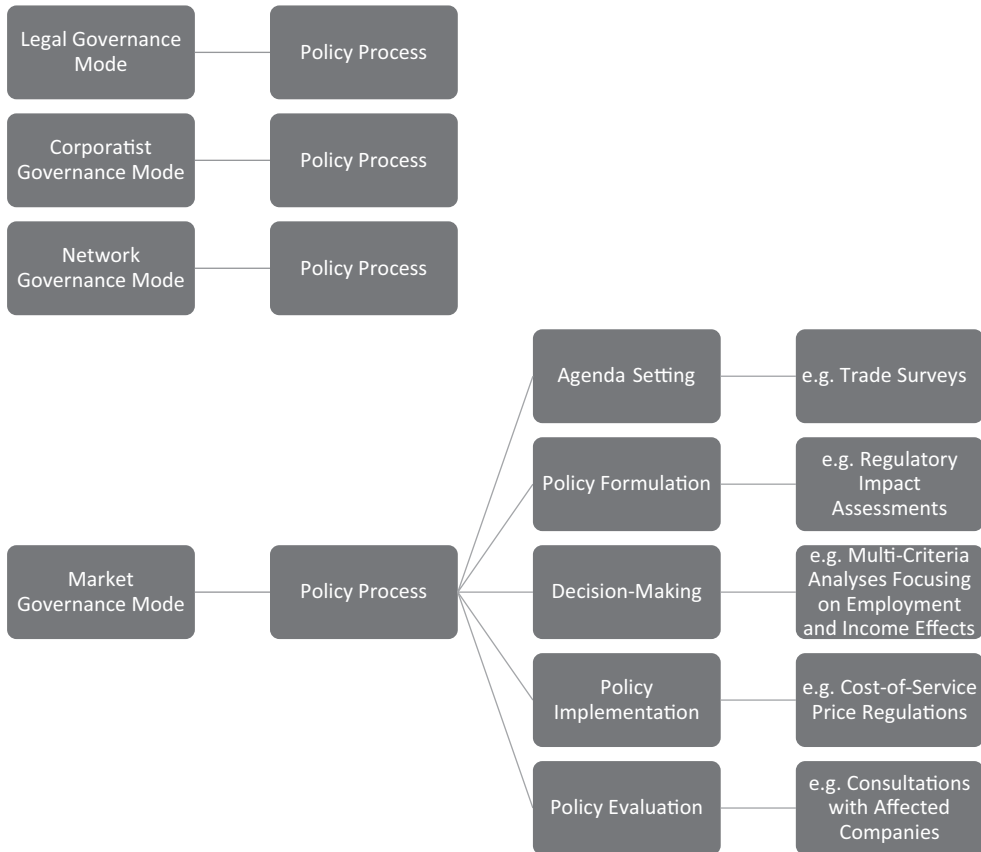 Legal Governance
Mode
Policy Process
Corporatist
Governance Mode
Policy Process
Network
Governance Mode
Policy Process
Market
Governance Mode
Policy Process
Agenda Setting
e.g. Trade Surveys
Policy Formulation
e.g. Regulatory
Impact
Assessments
Decision-Making
e.g. Multi-Criteria
Analyses Focusing
on Employment
and Income Effects
Policy
Implementation
e.g. Cost-of-Service
Price Regulations
Policy Evaluation
e.g. Consultations
with Affected
Companies